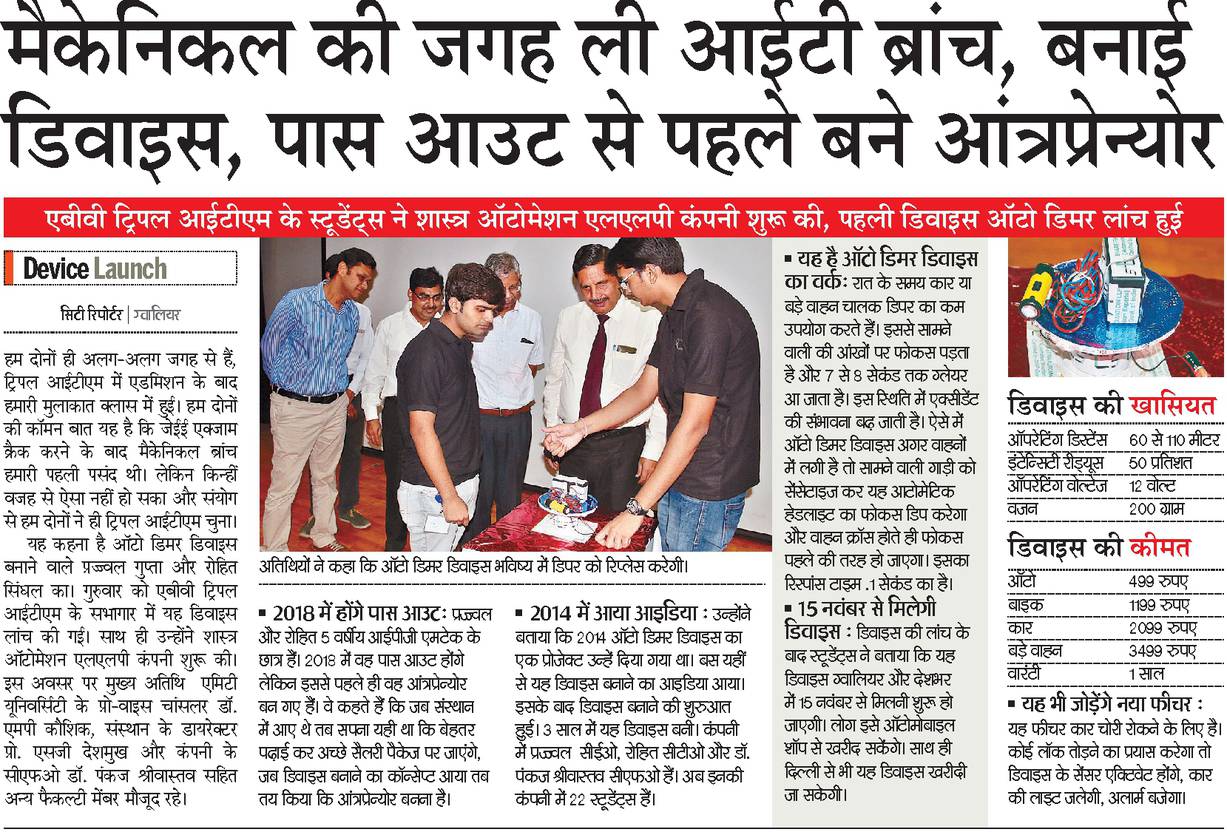 मैकेनिकल की जगह ली आईटी ब्रांच, बनाई
डिवाइस, पास आउट से पहले बने आंत्रप्रेन्योर
एबीवी ट्रिपल आईटीएम के स्टूडेंट्स ने शास्त्र ऑटोमेशन एलएलपी कंपनी शुरू की, पहली डिवाइस ऑटो डिमर लांच हुई
Device Launch
सिटी रिपोर्टर | ग्वालियर
हम दोनों ही अलग-अलग जगह से हैं,
ट्रिपल आईटीएम में एडमिशन के बाद
हमारी मुलाकात क्लास में हुई। हम दोनों
की कॉमन बात यह है कि जेईई एक्जाम
क्रैक करने के बाद मैकेनिकल ब्रांच
हमारी पहली पसंद थी। लेकिन किन्हीं
वजह से ऐसा नहीं हो सका और संयोग
से हम दोनों ने ही ट्रिपल आईटीएम चुना।
यह कहना है ऑटो डिमर डिवाइस
बनाने वाले प्रज्ज्वल गुप्ता और रोहित
सिंघल का। गुरुवार को एबीवी ट्रिपल
आईटीएम के सभागार में यह डिवाइस
लांच की गई। साथ ही उन्होंने शास्त्र
ऑटोमेशन एलएलपी कंपनी शुरू की।
इस अवसर पर मुख्य अतिथि एमिटी
यूनिवर्सिटी के प्रो-वाइस चांसलर डॉ.
एमपी कौशिक, संस्थान के डायरेक्टर
प्रो. एसजी देशमुख और कंपनी के
सीएफओ डॉ. पंकज श्रीवास्तव सहित
अन्य फैकल्टी मेंबर मौजूद रहे।
अतिथियों ने कहा कि ऑटो डिमर डिवाइस भविष्य में डिपर को रिप्लेस करेगी।
▪ 2018 में होंगे पास आउट: प्रज्ज्वल
और रोहित 5 वर्षीय आईपीजी एमटेक के
छात्र हैं। 2018 में वह पास आउट होंगे
लेकिन इससे पहले ही वह आंत्रप्रेन्योर
बन गए हैं। वे कहते हैं कि जब संस्थान
में आए थे तब सपना यही था कि बेहतर
पढ़ाई कर अच्छे सैलरी पैकेज पर जाएंगे,
जब डिवाइस बनाने का कॉन्सेप्ट आया तब
तय किया कि आंत्रप्रेन्योर बनना है।
▪ 2014 में आया आइडिया : उन्होंने
बताया कि 2014 ऑटो डिमर डिवाइस का
एक प्रोजेक्ट उन्हें दिया गया था। बस यहीं
से यह डिवाइस बनाने का आइडिया आया।
इसके बाद डिवाइस बनाने की शुरुआत
हुई। 3 साल में यह डिवाइस बनी। कंपनी
में प्रज्ज्वल सीईओ, रोहित सीटीओ और डॉ.
पंकज श्रीवास्तव सीएफओ हैं। अब इनकी
कंपनी में 22 स्टूडेंट्स हैं।
▪ यह है ऑटो डिमर डिवाइस
का वर्क: रात के समय कार या
बड़े वाहन चालक डिपर का कम
उपयोग करते हैं। इससे सामने
वाली की आंखों पर फोकस पड़ता
है और 7 से 8 सेकंड तक ग्लेयर
आ जाता है। इस स्थिति में एक्सीडेंट
की संभावना बढ़ जाती है। ऐसे में
ऑटो डिमर डिवाइस अगर वाहनों
में लगी है तो सामने वाली गाड़ी को
सेंसेटाइज कर यह आटोमेटिक
हेडलाइट का फोकस डिप करेगा
और वाहन क्रॉस होते ही फोकस
पहले की तरह हो जाएगा। इसका
रिस्पांस टाइम .1 सेकंड का है।
▪ 15 नवंबर से मिलेगी
डिवाइस : डिवाइस की लांच के
बाद स्टूडेंट्स ने बताया कि यह
डिवाइस ग्वालियर और देशभर
में 15 नवंबर से मिलनी शुरू हो
जाएगी। लोग इसे ऑटोमोबाइल
शॉप से खरीद सकेंगे। साथ ही
दिल्ली से भी यह डिवाइस खरीदी
जा सकेगी।
डिवाइस की खासियत
ऑपरेटिंग डिस्टेंस 60 से 110 मीटर
इंटेन्सिटी रीड्यूस 50 प्रतिशत
ऑपरेटिंग वोल्टेज 12 वोल्ट
वजन 200 ग्राम
डिवाइस की कीमत
ऑटो 499 रुपए
बाइक 1199 रुपए
कार 2099 रुपए
बड़े वाहन 3499 रुपए
वारंटी 1 साल
▪ यह भी जोड़ेंगे नया फीचर :
यह फीचर कार चोरी रोकने के लिए है।
कोई लॉक तोड़ने का प्रयास करेगा तो
डिवाइस के सेंसर एक्टिवेट होंगे, कार
की लाइट जलेगी, अलार्म बजेगा।